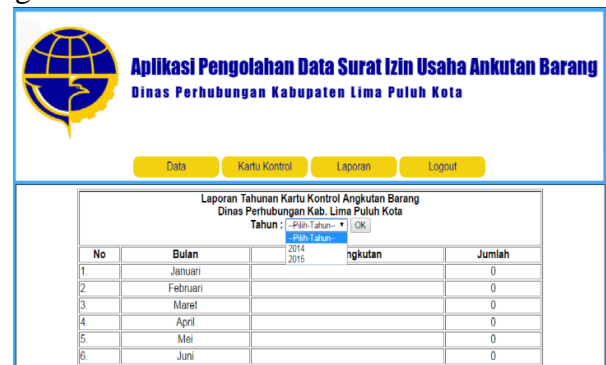 Aplikasi Pengolahan Data Surat Izin Usaha Ankutan Barang
Dinas Perhubungan Kabupaten Lima Puluh Kota
Data Kartu Kontrol Laporan Logout
Laporan Tahunan Kartu Kontrol Angkutan Barang
Dinas Perhubungan Kab. Lima Puluh Kota
Tahun : --Pilih-Tahun-- OK
--Pilih-Tahun--
2014
2015
No Bulan ngkutan Jumlah
1. Januari 0
2. Februari 0
3. Maret 0
4. April 0
5. Mei 0
6. Juni 0